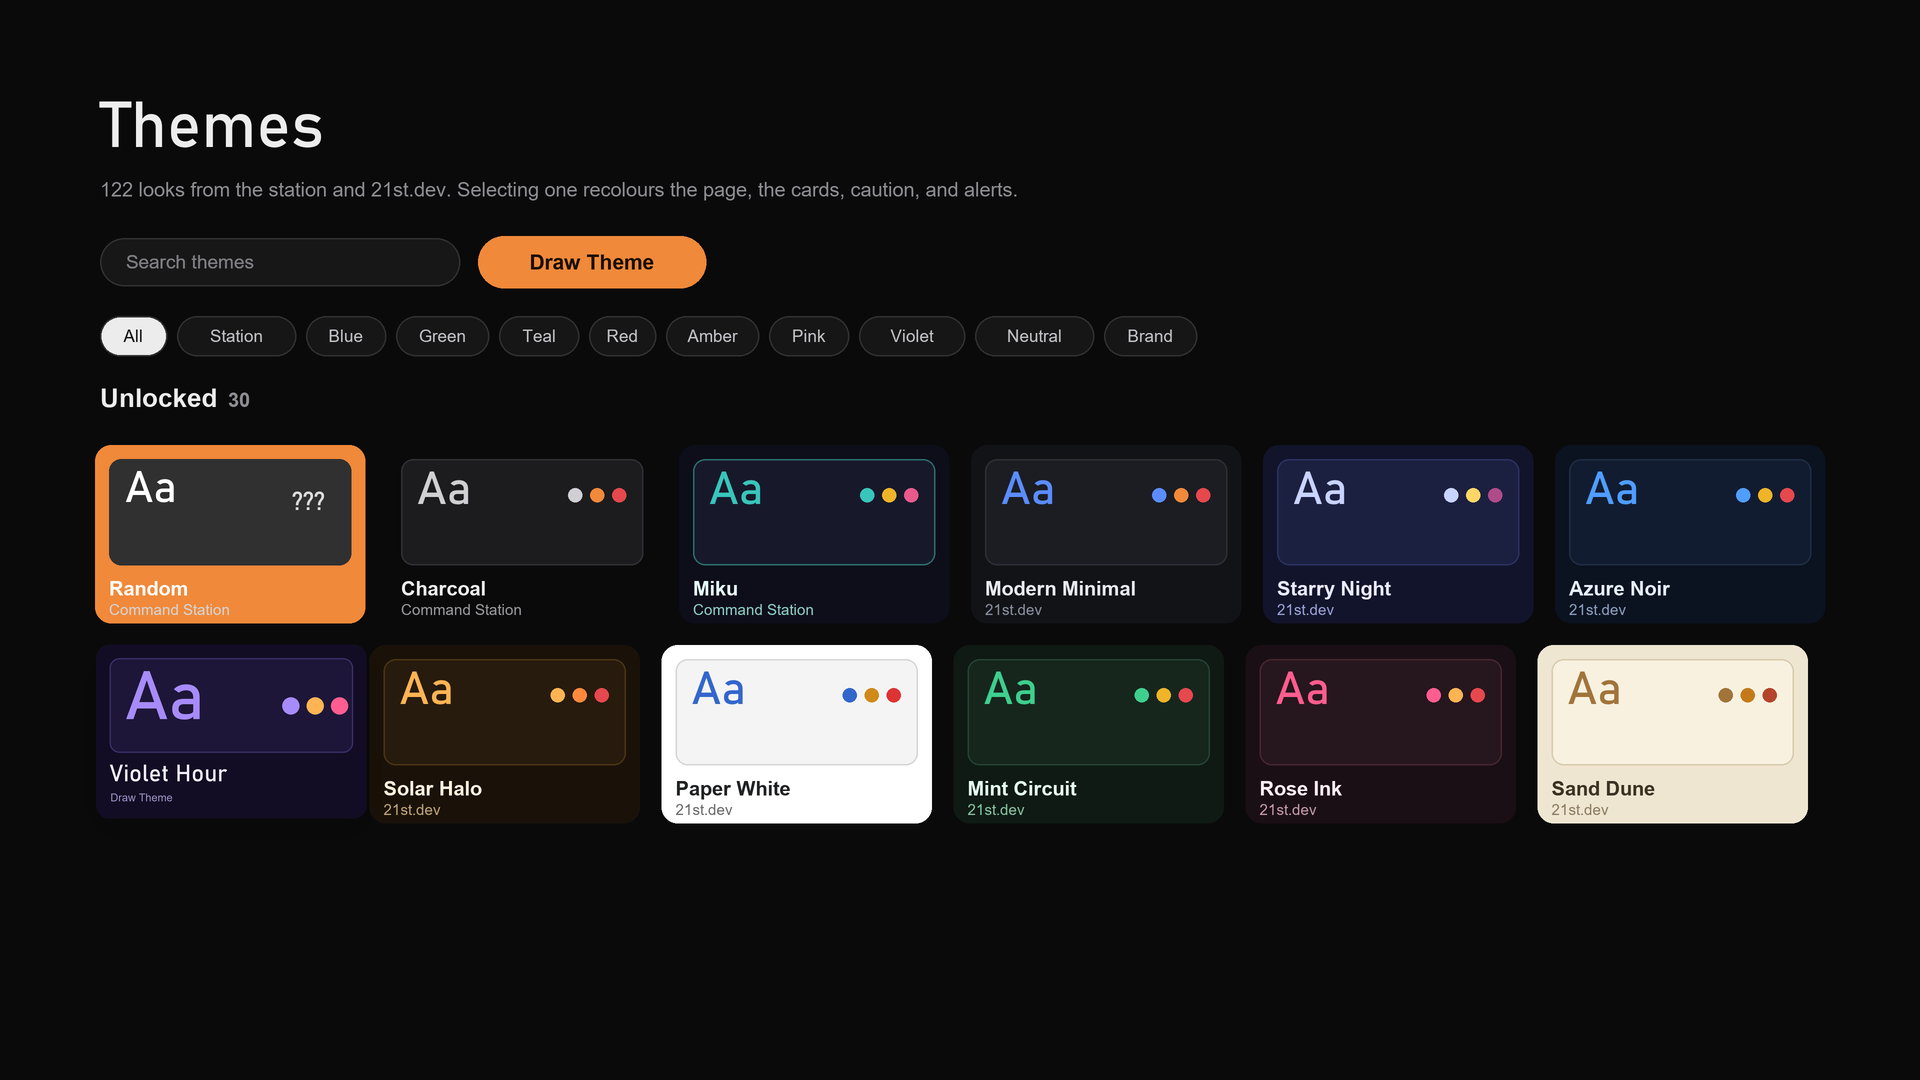 Themes
122 looks from the station and 21st.dev. Selecting one recolours the page, the cards, caution, and alerts.
Search themes
Draw Theme
All
Station
Blue
Green
Teal
Red
Amber
Pink
Violet
Neutral
Brand
Unlocked 30
Aa
???
Random
Command Station
Aa
Charcoal
Command Station
Aa
Miku
Command Station
Aa
Modern Minimal
21st.dev
Aa
Starry Night
21st.dev
Aa
Azure Noir
21st.dev
Aa
Violet Hour
Draw Theme
Aa
Solar Halo
21st.dev
Aa
Paper White
21st.dev
Aa
Mint Circuit
21st.dev
Aa
Rose Ink
21st.dev
Aa
Sand Dune
21st.dev